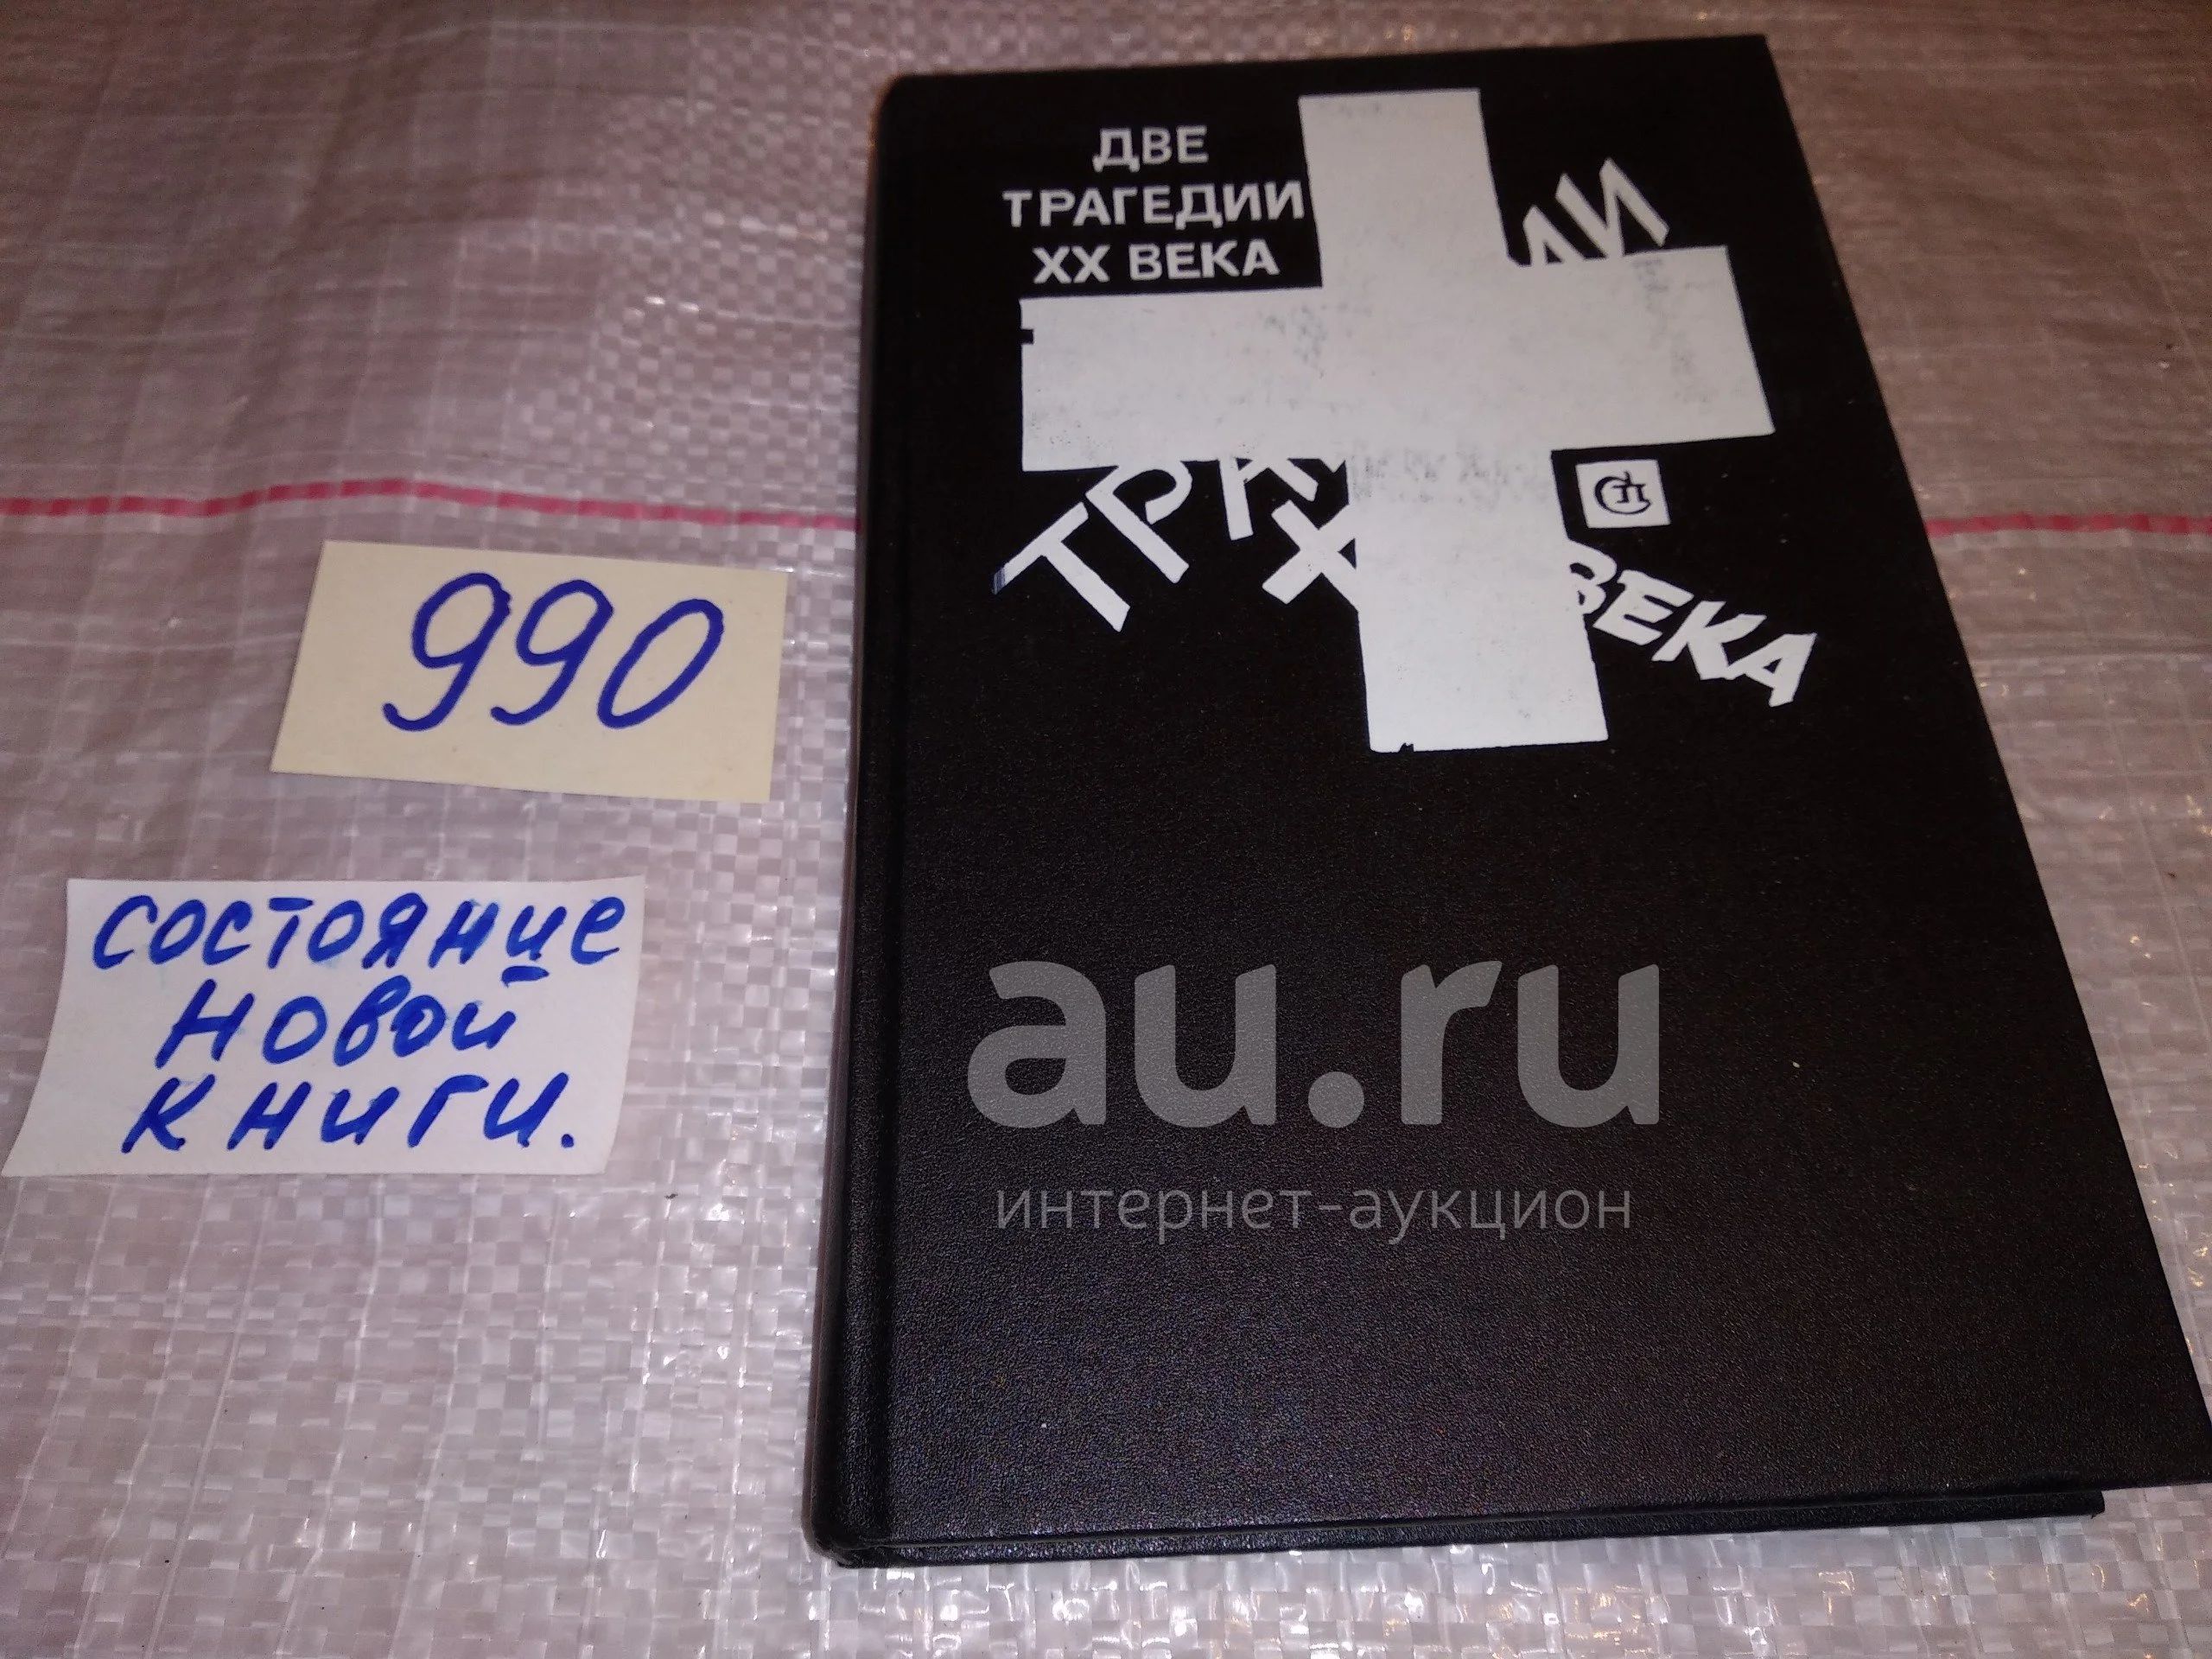 ДВЕ
ТРАГЕДИИ
XX ВЕКА
ВЕКА
990
состояние
новой
книги.
au.ru
интернет-аукцион